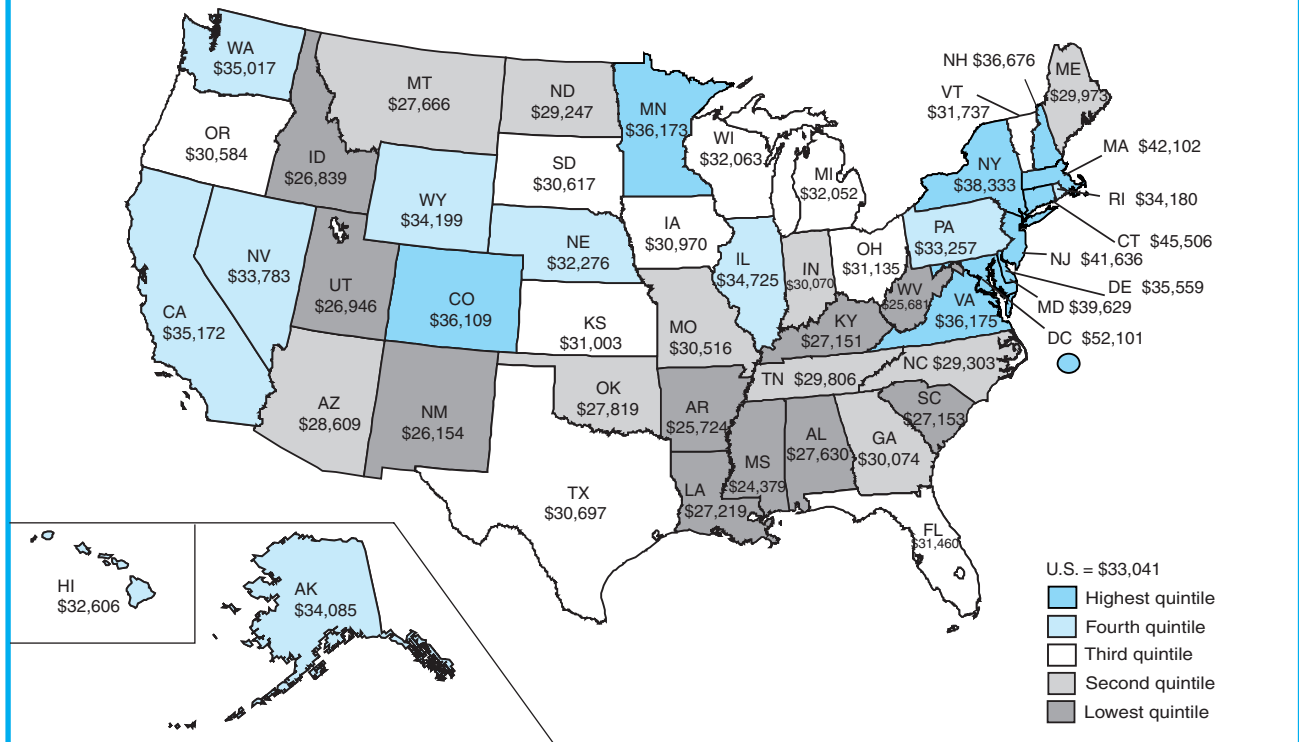 WA
$35,017
OR
$30,584
CA
$35,172
NV
$33,783
ID
$26,839
MT
$27,666
WY
$34,199
UT
$26,946
AZ
$28,609
CO
$36,109
NM
$26,154
ND
$29,247
SD
$30,617
NE
$32,276
KS
$31,003
OK
$27,819
TX
$30,697
MN
$36,173
IA
$30,970
MO
$30,516
AR
$25,724
LA
$27,219
WI
$32,063
IL
$34,725
MI
$32,052
IN
$30,070
OH
$31,135
KY
$27,151
TN $29,806
MS
$24,379
AL
$27,630
GA
$30,074
FL
$31,460
SC
$27,153
NC $29,303
VA
$36,175
WV
$25,681
PA
$33,257
NY
$38,333
VT
$31,737
NH $36,676
ME
$29,973
MA $42,102
RI $34,180
CT $45,506
NJ $41,636
DE $35,559
MD $39,629
DC $52,101
HI
$32,606
AK
$34,085
U.S. = $33,041
Highest quintile
Fourth quintile
Third quintile
Second quintile
Lowest quintile